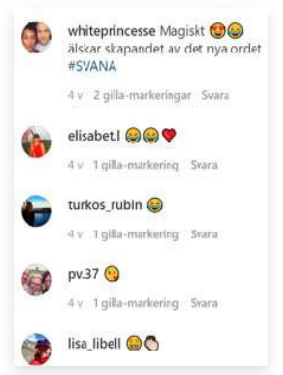 whiteprincesse Magiskt 😍😂
älskar skapandet av det nya ordet
#SVANA
4 v 2 gilla-markeringar Svara
elisabet.l 😂😂❤️
4 v 1 gilla-markering Svara
turkos_rubin 😂
4 v 1 gilla-markering Svara
pv.37 😘
4 v 1 gilla-markering Svara
lisa_libell 😂👏